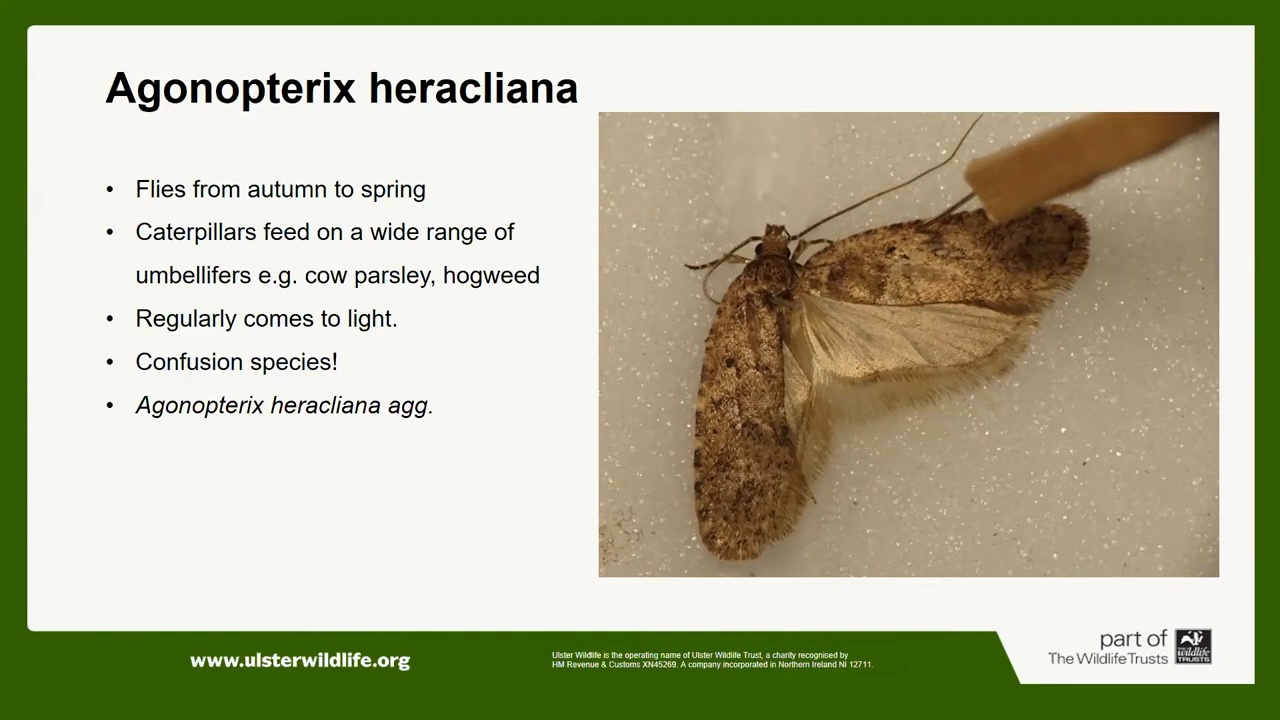 Agonopterix heracliana
• Flies from autumn to spring
• Caterpillars feed on a wide range of
umbellifers e.g. cow parsley, hogweed
• Regularly comes to light.
• Confusion species!
• Agonopterix heracliana agg.
www.ulsterwildlife.org
Ulster Wildlife is the operating name of Ulster Wildlife Trust, a charity recognised by
HM Revenue & Customs XN45269. A company incorporated in Northern Ireland NI 12711.
part of
The Wildlife Trusts
THE
wildlife
TRUSTS